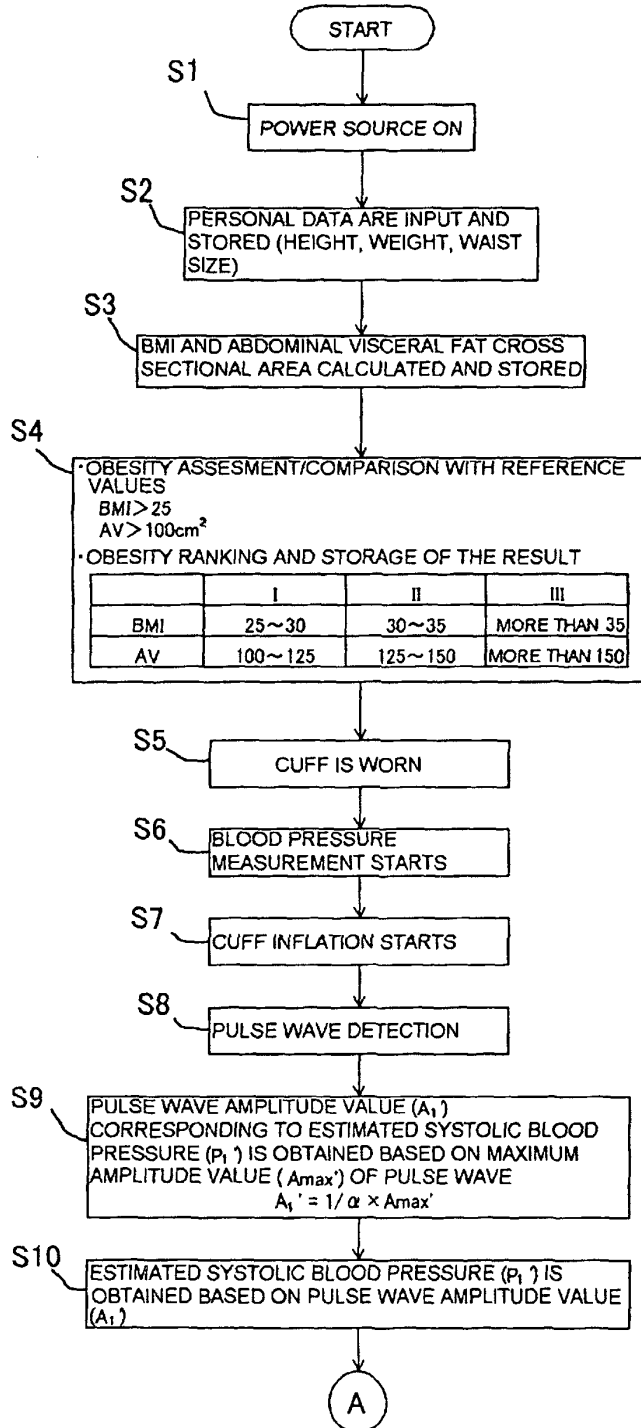 START
S1
POWER SOURCE ON
S2
PERSONAL DATA ARE INPUT AND
STORED (HEIGHT, WEIGHT, WAIST
SIZE)
S3
BMI AND ABDOMINAL VISCERAL FAT CROSS
SECTIONAL AREA CALCULATED AND STORED
S4
·OBESITY ASSESMENT/COMPARISON WITH REFERENCE
VALUES
BMI>25
AV>100cm²
·OBESITY RANKING AND STORAGE OF THE RESULT
I II III
BMI 25~30 30~35 MORE THAN 35
AV 100~125 125~150 MORE THAN 150
S5
CUFF IS WORN
S6
BLOOD PRESSURE
MEASUREMENT STARTS
S7
CUFF INFLATION STARTS
S8
PULSE WAVE DETECTION
S9
PULSE WAVE AMPLITUDE VALUE (A₁')
CORRESPONDING TO ESTIMATED SYSTOLIC BLOOD
PRESSURE (P₁') IS OBTAINED BASED ON MAXIMUM
AMPLITUDE VALUE (Amax') OF PULSE WAVE
A₁' = 1/α × Amax'
S10
ESTIMATED SYSTOLIC BLOOD PRESSURE (P₁') IS
OBTAINED BASED ON PULSE WAVE AMPLITUDE VALUE
(A₁')
A